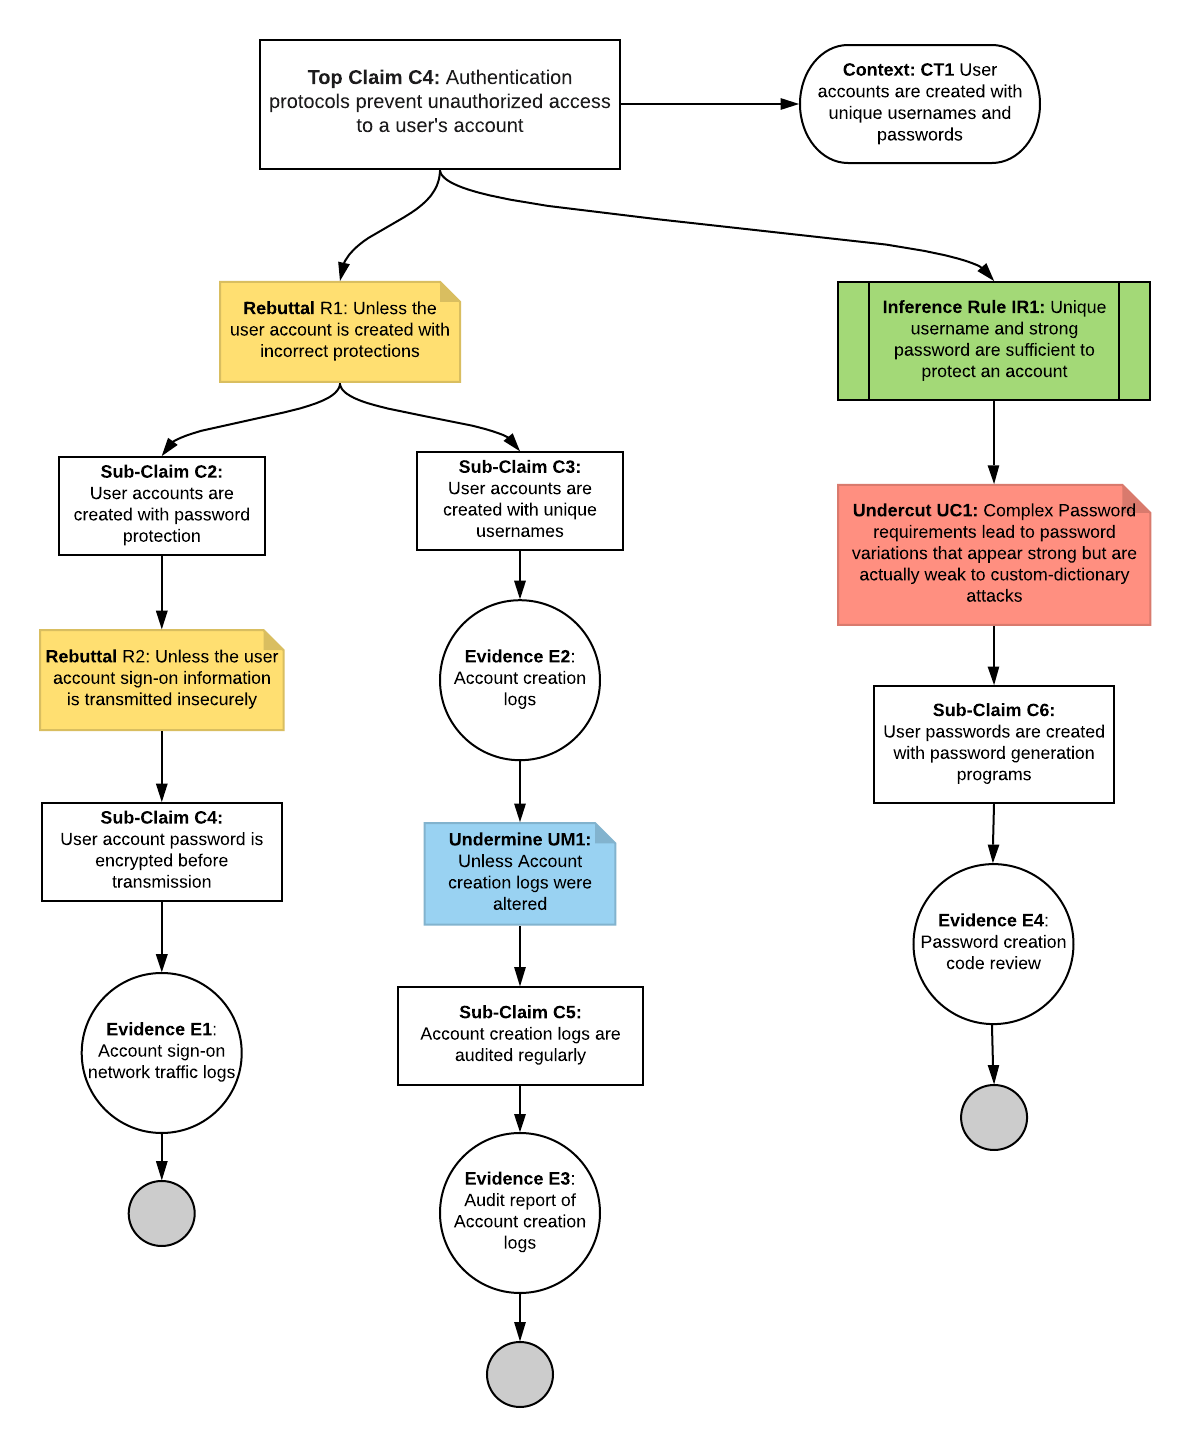 Top Claim C4: Authentication
protocols prevent unauthorized access
to a user's account
Context: CT1 User
accounts are created with
unique usernames and
passwords
Rebuttal R1: Unless the
user account is created with
incorrect protections
Inference Rule IR1: Unique
username and strong
password are sufficient to
protect an account
Sub-Claim C2:
User accounts are
created with password
protection
Sub-Claim C3:
User accounts are
created with unique
usernames
Undercut UC1: Complex Password
requirements lead to password
variations that appear strong but are
actually weak to custom-dictionary
attacks
Rebuttal R2: Unless the user
account sign-on information
is transmitted insecurely
Evidence E2:
Account creation
logs
Sub-Claim C6:
User passwords are created
with password generation
programs
Sub-Claim C4:
User account password is
encrypted before
transmission
Undermine UM1:
Unless Account
creation logs were
altered
Evidence E4:
Password creation
code review
Evidence E1:
Account sign-on
network traffic logs
Sub-Claim C5:
Account creation logs are
audited regularly
Evidence E3:
Audit report of
Account creation
logs